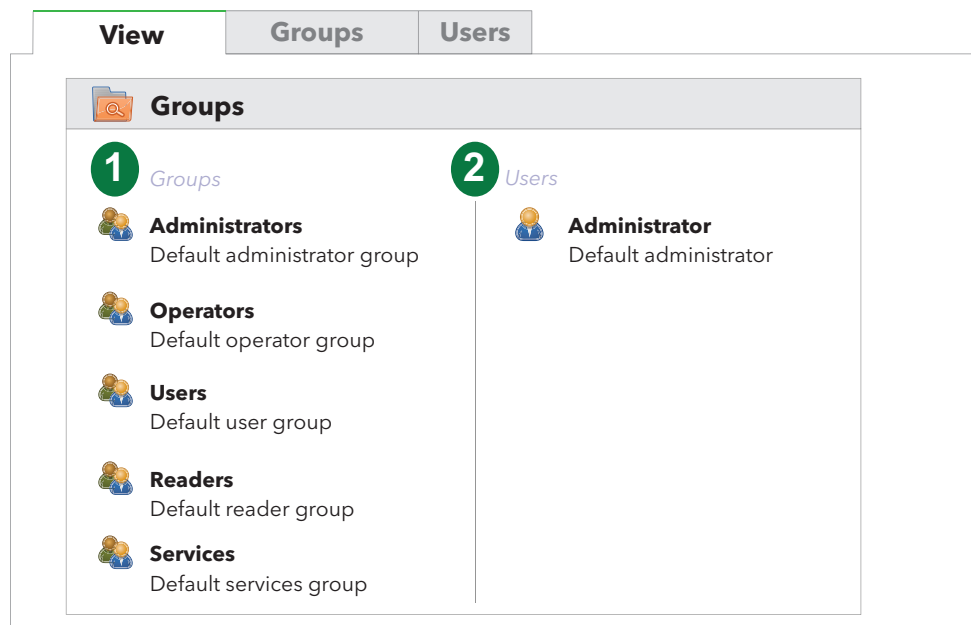 View
Groups
Users
Groups
1
Groups
Administrators
Default administrator group
Operators
Default operator group
Users
Default user group
Readers
Default reader group
Services
Default services group
2
Users
Administrator
Default administrator